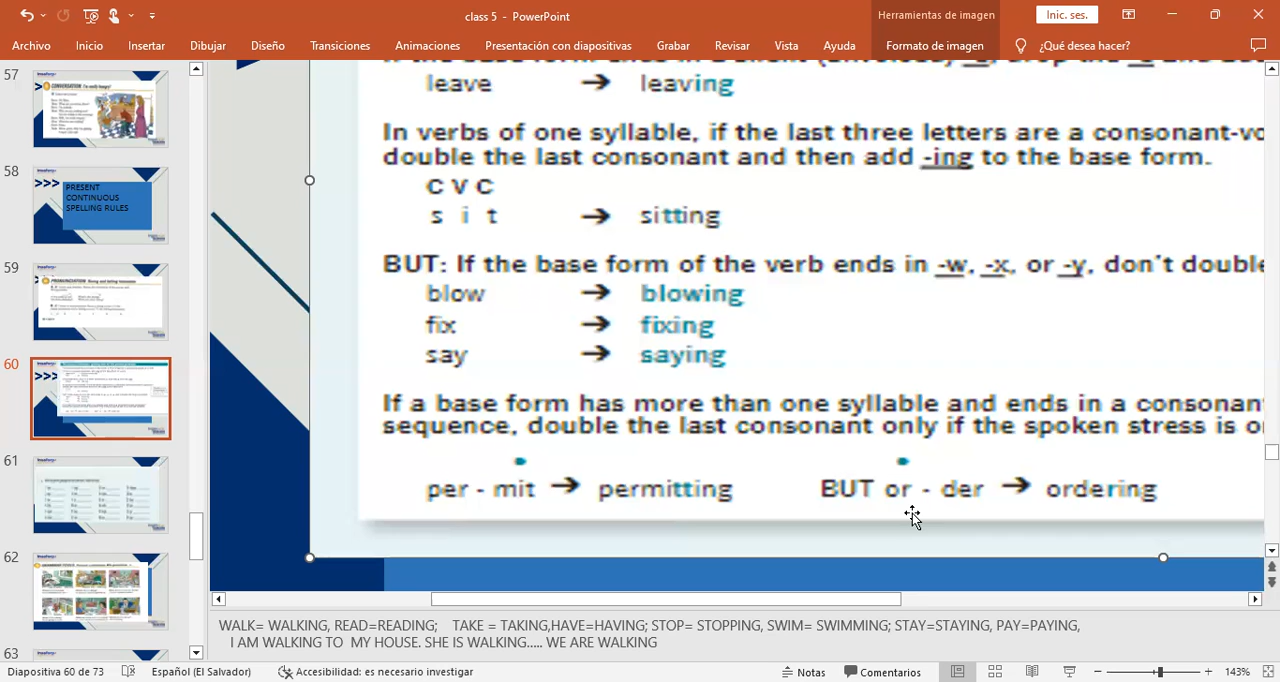 class 5 - PowerPoint
Herramientas de imagen
Inic. ses.
Archivo Inicio Insertar Dibujar Diseño Transiciones Animaciones Presentación con diapositivas Grabar Revisar Vista Ayuda Formato de imagen ¿Qué desea hacer?
57
58
PRESENT
CONTINUOUS
SPELLING RULES
59
60
61
62
63
leave → leaving
In verbs of one syllable, if the last three letters are a consonant-vo
double the last consonant and then add -ing to the base form.
C V C
s i t → sitting
BUT: If the base form of the verb ends in -w, -x, or -y, don't double
blow → blowing
fix → fixing
say → saying
If a base form has more than one syllable and ends in a consonant
sequence, double the last consonant only if the spoken stress is o
per - mit → permitting BUT or - der → ordering
WALK= WALKING, READ=READING; TAKE = TAKING,HAVE=HAVING; STOP= STOPPING, SWIM= SWIMMING; STAY=STAYING, PAY=PAYING,
I AM WALKING TO MY HOUSE. SHE IS WALKING..... WE ARE WALKING
Diapositiva 60 de 73 Español (El Salvador) Accesibilidad: es necesario investigar Notas Comentarios 143%